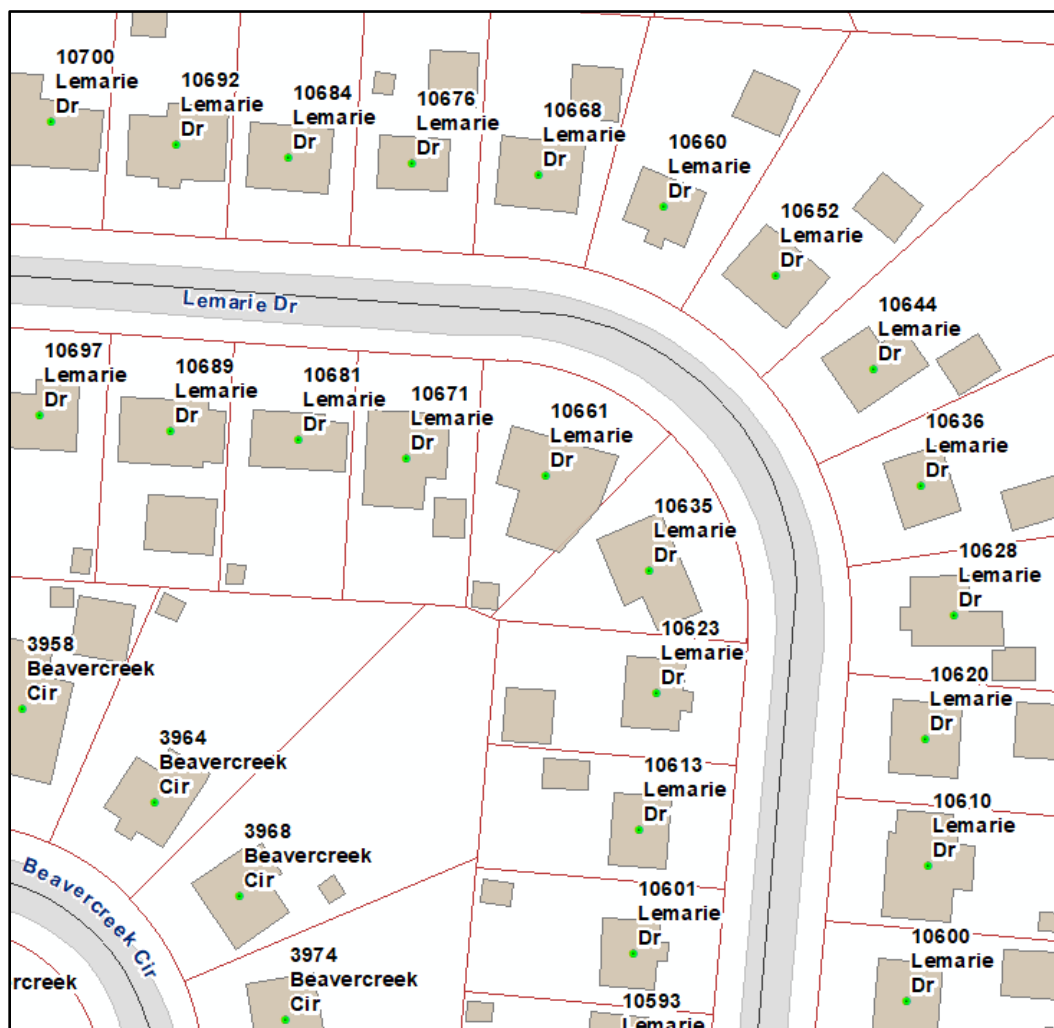 10700
Lemarie
Dr
10692
Lemarie
Dr
10684
Lemarie
Dr
10676
Lemarie
Dr
10668
Lemarie
Dr
10660
Lemarie
Dr
10652
Lemarie
Dr
10644
Lemarie
Dr
Lemarie Dr
10697
Lemarie
Dr
10689
Lemarie
Dr
10681
Lemarie
Dr
10671
Lemarie
Dr
10661
Lemarie
Dr
10636
Lemarie
Dr
10635
Lemarie
Dr
10628
Lemarie
Dr
10623
Lemarie
Dr
3958
Beavercreek
Cir
10620
Lemarie
Dr
3964
Beavercreek
Cir
10613
Lemarie
Dr
10610
Lemarie
Dr
3968
Beavercreek
Cir
Beavercreek Cir
10601
Lemarie
Dr
10600
Lemarie
Dr
3974
Beavercreek
Cir
rcreek
10593
Lemarie